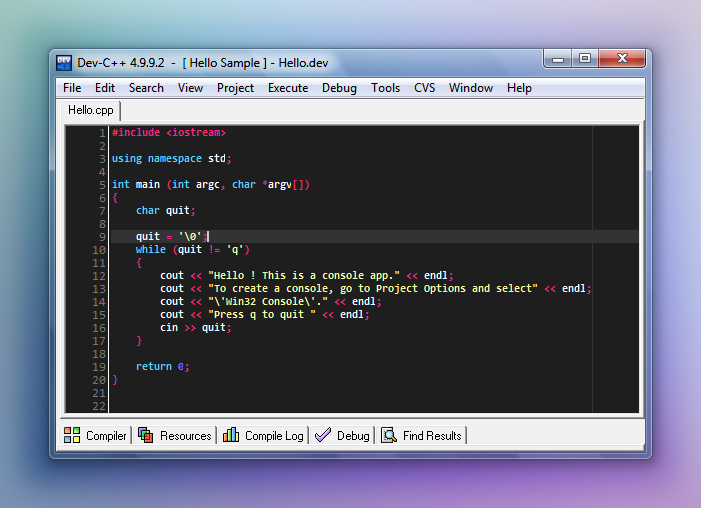 DEV
Dev-C++ 4.9.9.2 - [ Hello Sample ] - Hello.dev
File Edit Search View Project Execute Debug Tools CVS Window Help
Hello.cpp
1 #include <iostream>
2
3 using namespace std;
4
5 int main (int argc, char *argv[])
6 {
7 char quit;
8
9 quit = '\0';
10 while (quit != 'q')
11 {
12 cout << "Hello ! This is a console app." << endl;
13 cout << "To create a console, go to Project Options and select" << endl;
14 cout << "\'Win32 Console\'." << endl;
15 cout << "Press q to quit " << endl;
16 cin >> quit;
17 }
18
19 return 0;
20 }
21
22
Compiler Resources Compile Log Debug Find Results